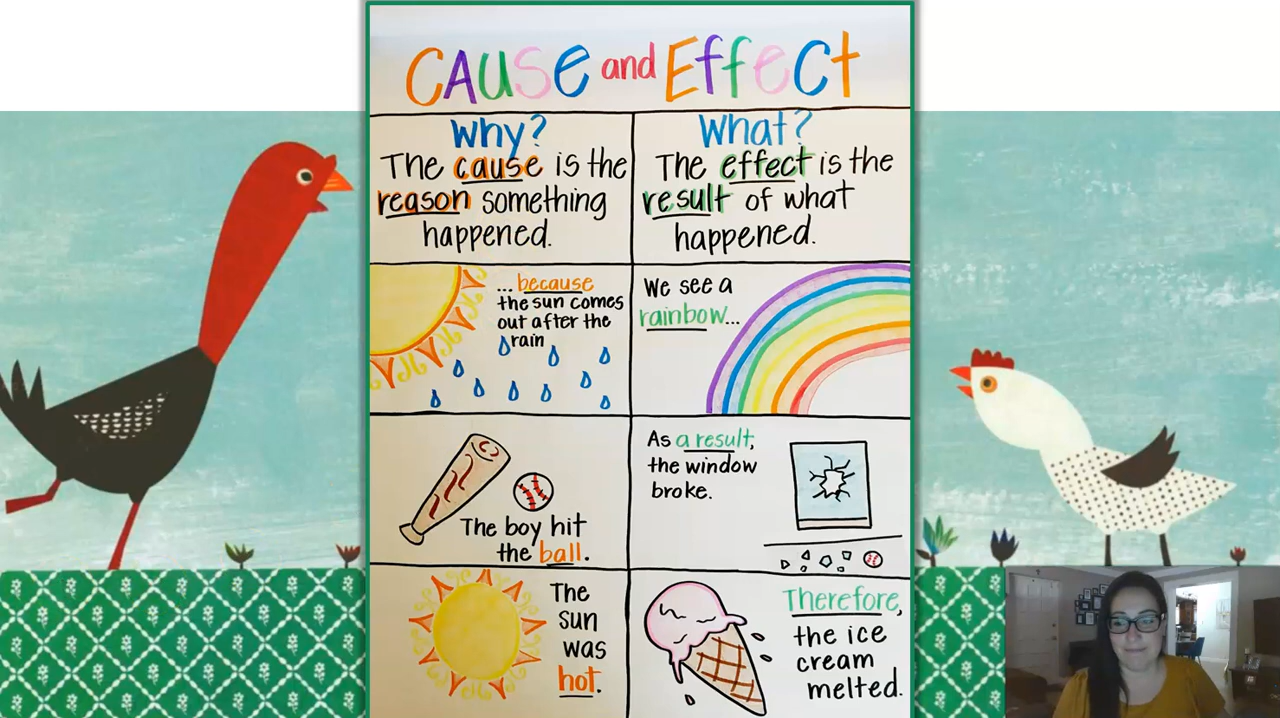 Cause and Effect
Why?
The cause is the
reason something
happened.
What?
The effect is the
result of what
happened.
... because
the sun comes
out after the
rain
We see a
rainbow...
The boy hit
the ball.
As a result,
the window
broke.
The
sun
was
hot.
Therefore,
the ice
cream
melted.